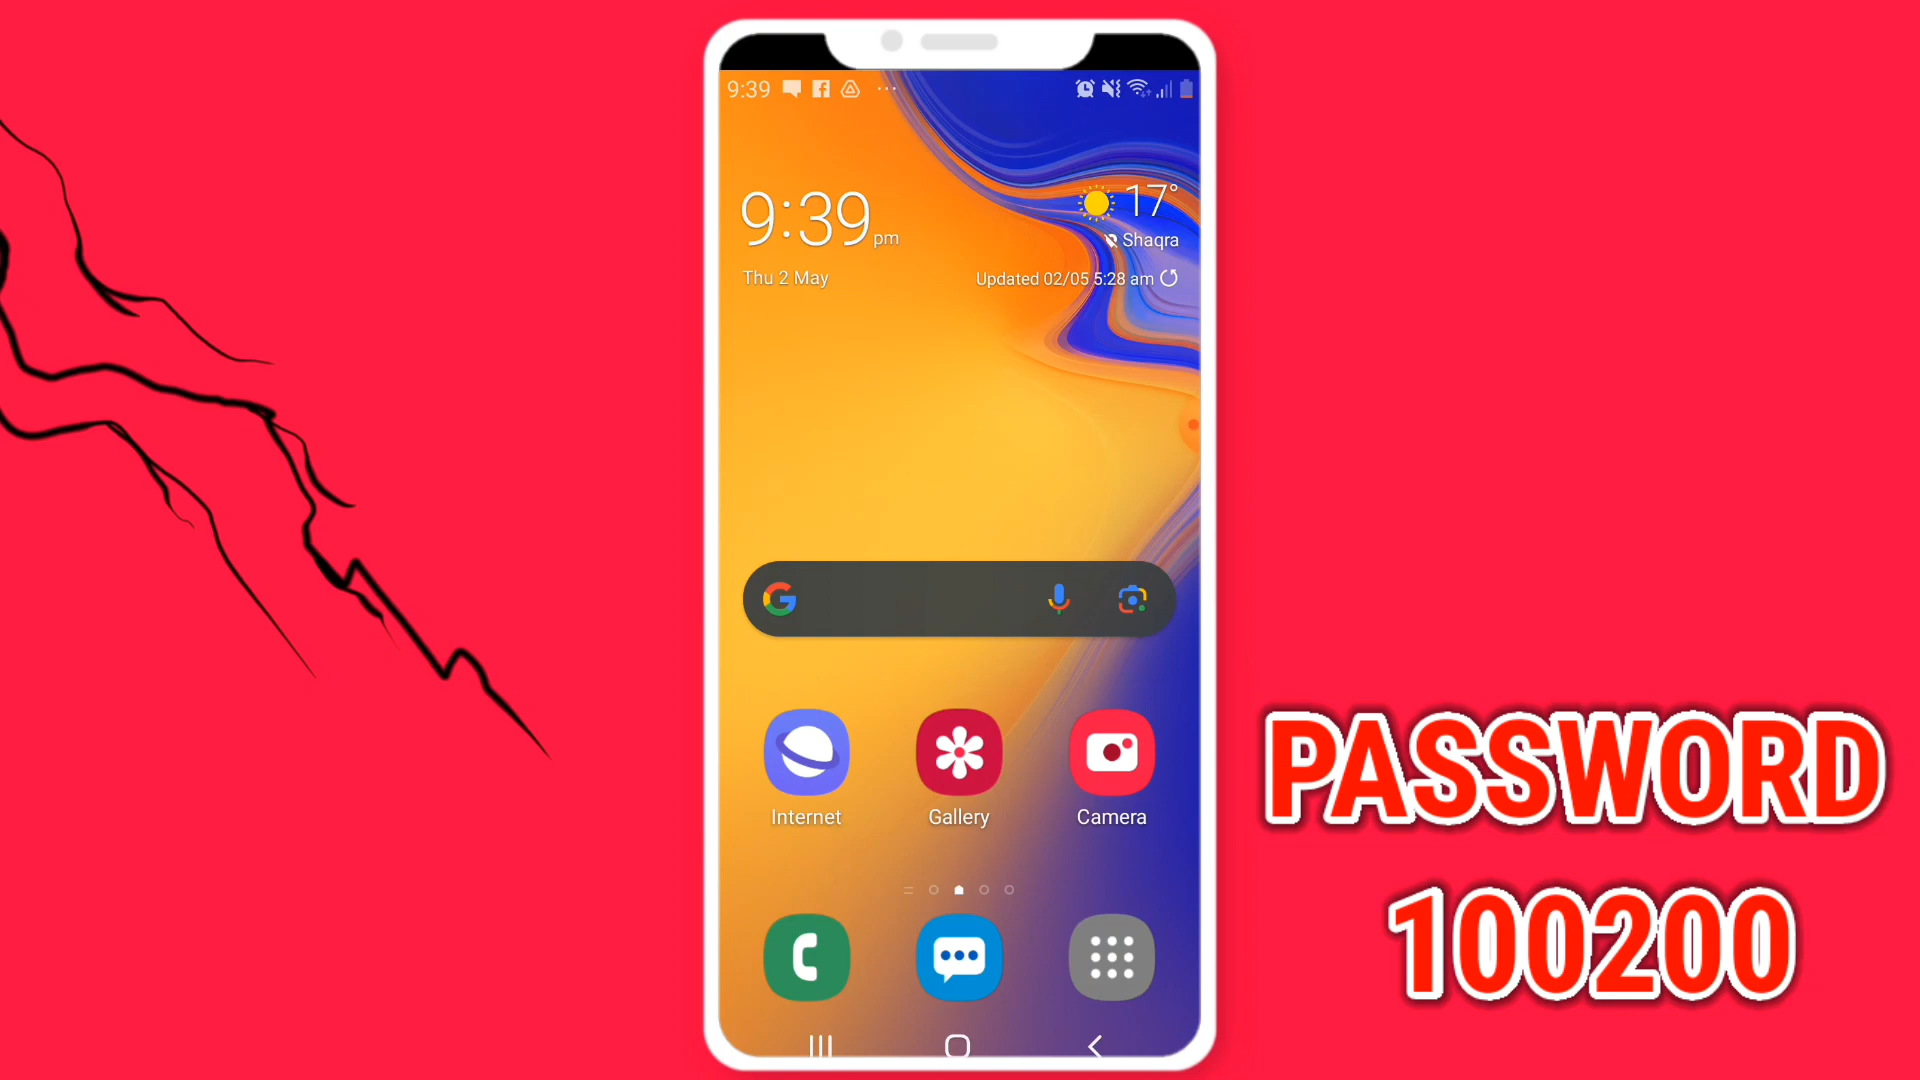 9:39
9:39 pm
17°
Shaqra
Thu 2 May
Updated 02/05 5:28 am
Internet
Gallery
Camera
PASSWORD
100200